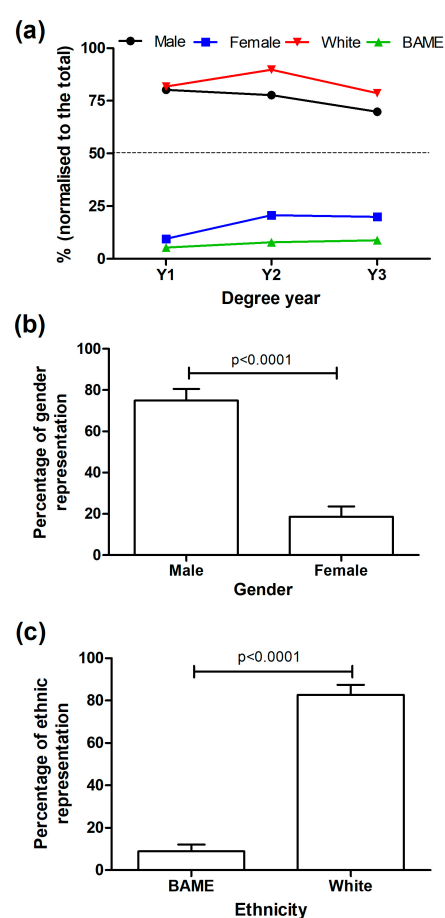 (a)
Male Female White BAME
100
75
50
25
0
% (normalised to the total)
Y1 Y2 Y3
Degree year
(b)
p<0.0001
100
80
60
40
20
0
Percentage of gender
representation
Male Female
Gender
(c)
p<0.0001
100
80
60
40
20
0
Percentage of ethnic
representation
BAME White
Ethnicity